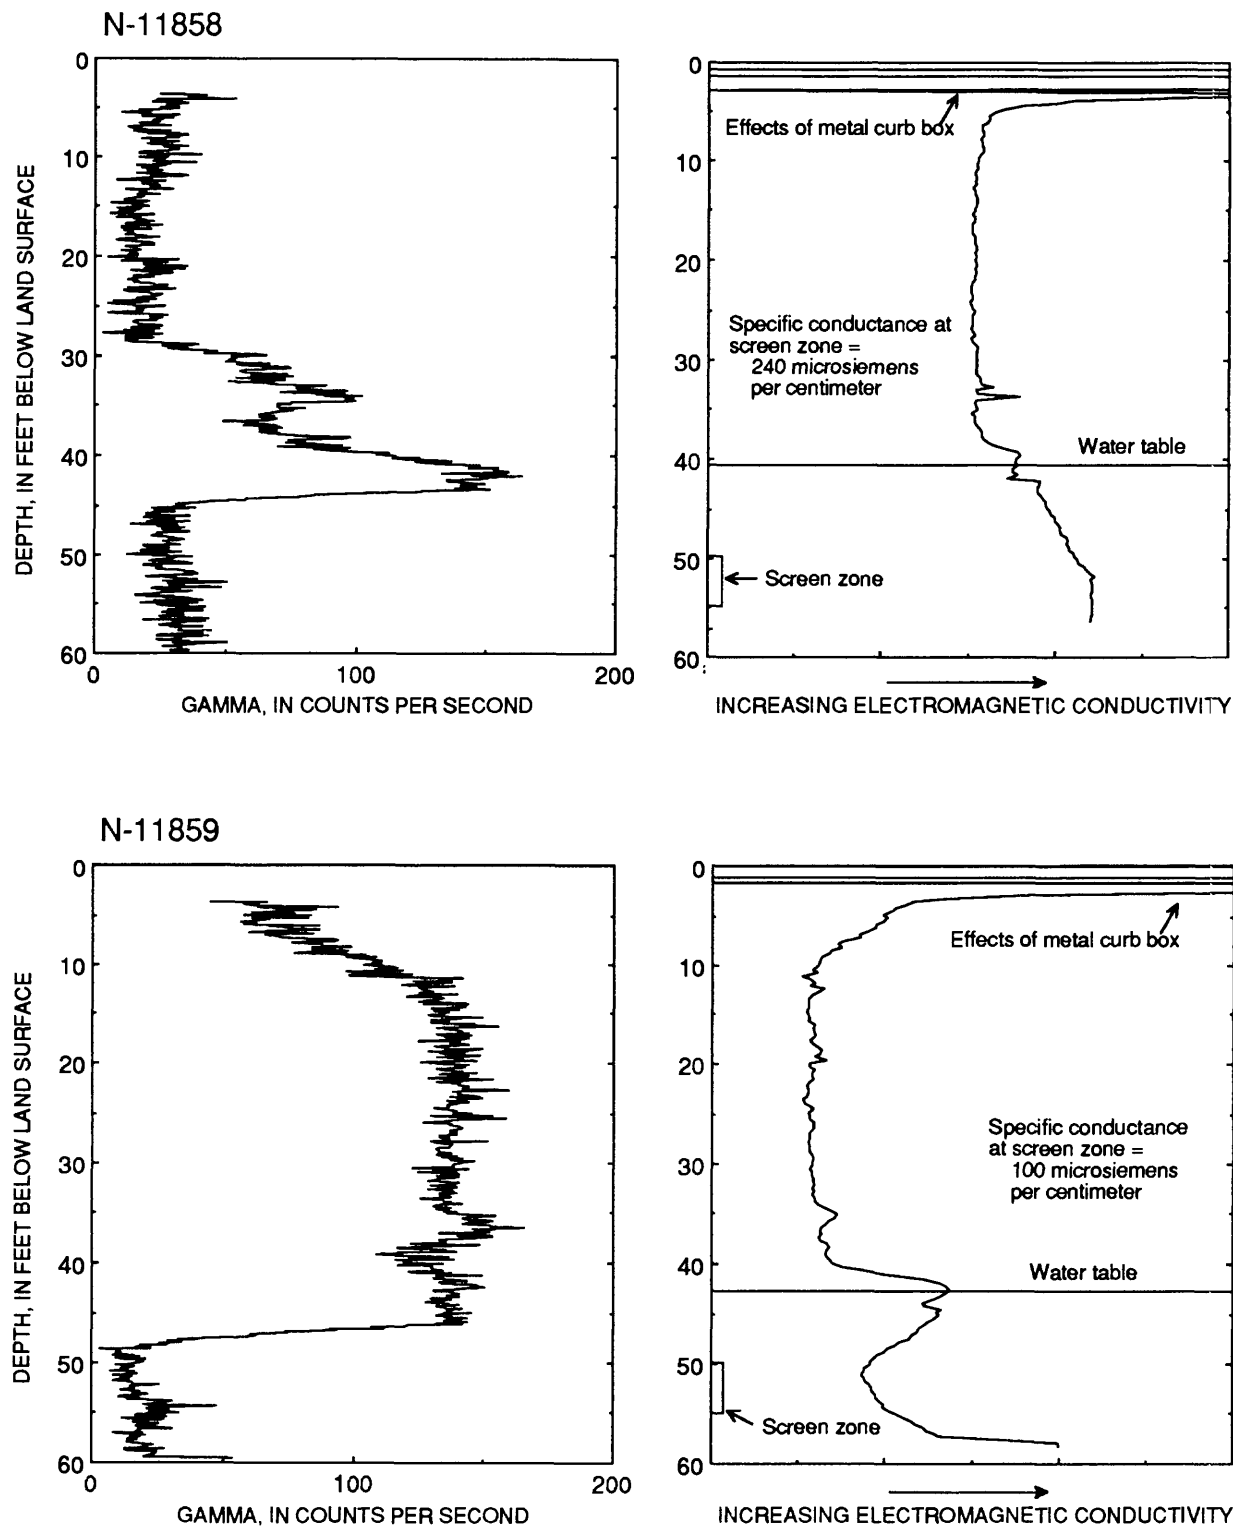 N-11858
0
10
20
30
40
50
60
DEPTH, IN FEET BELOW LAND SURFACE
0
100
200
GAMMA, IN COUNTS PER SECOND
0
10
20
30
40
50
60
Effects of metal curb box
Specific conductance at
screen zone =
240 microsiemens
per centimeter
Water table
Screen zone
INCREASING ELECTROMAGNETIC CONDUCTIVITY
N-11859
0
10
20
30
40
50
60
DEPTH, IN FEET BELOW LAND SURFACE
0
100
200
GAMMA, IN COUNTS PER SECOND
0
10
20
30
40
50
60
Effects of metal curb box
Specific conductance
at screen zone =
100 microsiemens
per centimeter
Water table
Screen zone
INCREASING ELECTROMAGNETIC CONDUCTIVITY